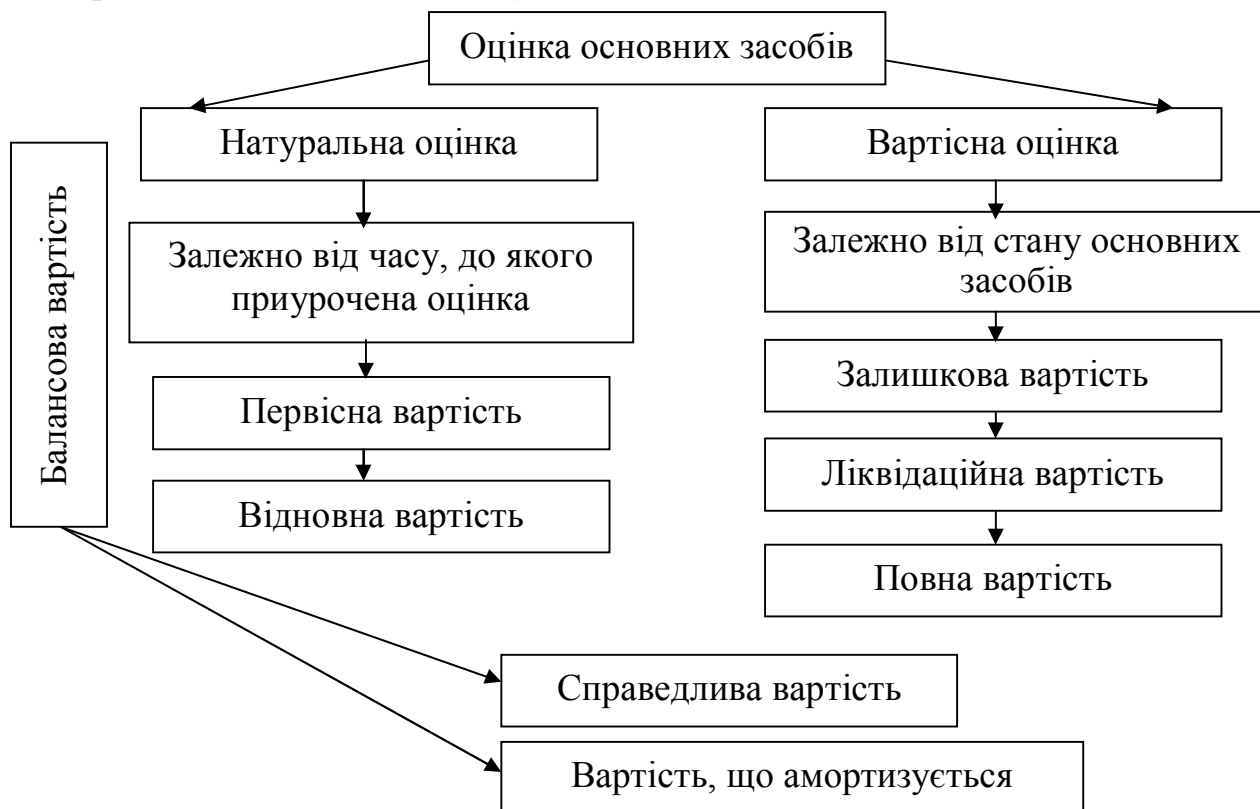 Оцінка основних засобів
Натуральна оцінка
Вартісна оцінка
Балансова вартість
Залежно від часу, до якого
приурочена оцінка
Залежно від стану основних
засобів
Первісна вартість
Залишкова вартість
Відновна вартість
Ліквідаційна вартість
Повна вартість
Справедлива вартість
Вартість, що амортизується